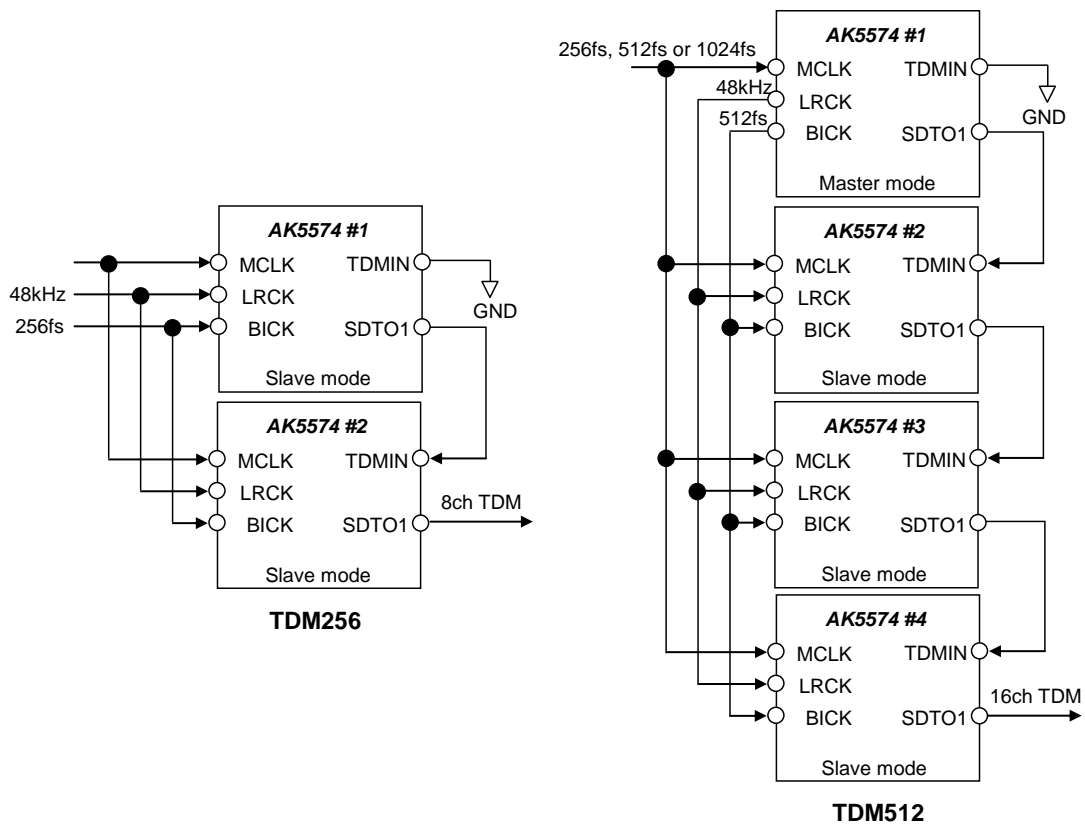 AK5574 #1
MCLK TDMIN
48kHz LRCK
GND
256fs BICK SDTO1
Slave mode
AK5574 #2
MCLK TDMIN
LRCK
8ch TDM
BICK SDTO1
Slave mode
TDM256
AK5574 #1
256fs, 512fs or 1024fs
MCLK TDMIN
48kHz
LRCK
GND
512fs
BICK SDTO1
Master mode
AK5574 #2
MCLK TDMIN
LRCK
BICK SDTO1
Slave mode
AK5574 #3
MCLK TDMIN
LRCK
BICK SDTO1
Slave mode
AK5574 #4
MCLK TDMIN
LRCK
16ch TDM
BICK SDTO1
Slave mode
TDM512